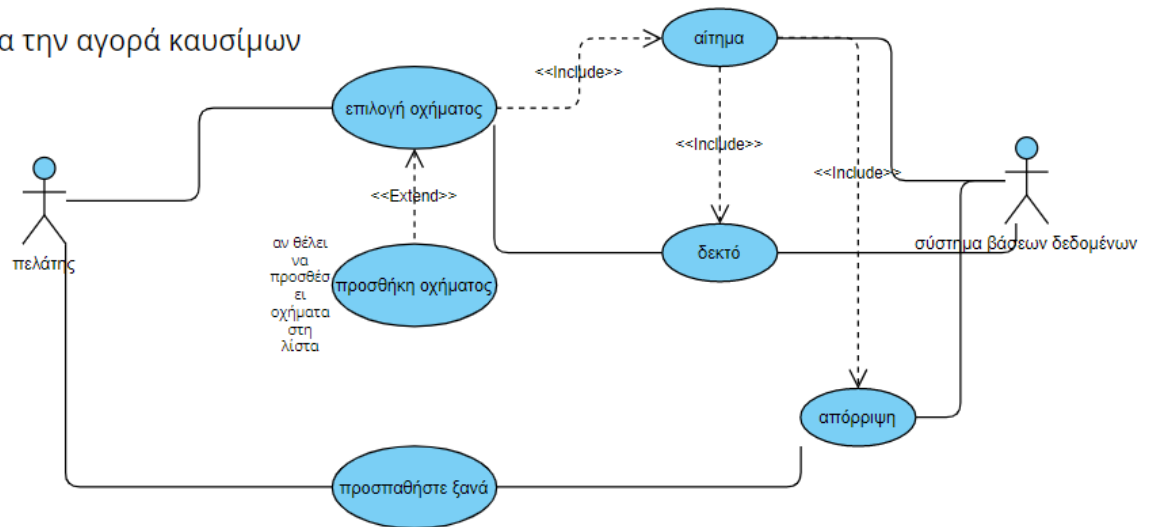 α την αγορά καυσίμων
αίτημα
<<Include>>
επιλογή οχήματος
<<Include>>
<<Include>>
<<Extend>>
πελάτης
αν θέλει
να
προσθέσ
ει
οχήματα
στη
λίστα
προσθήκη οχήματος
δεκτό
σύστημα βάσεων δεδομένων
απόρριψη
προσπαθήστε ξανά